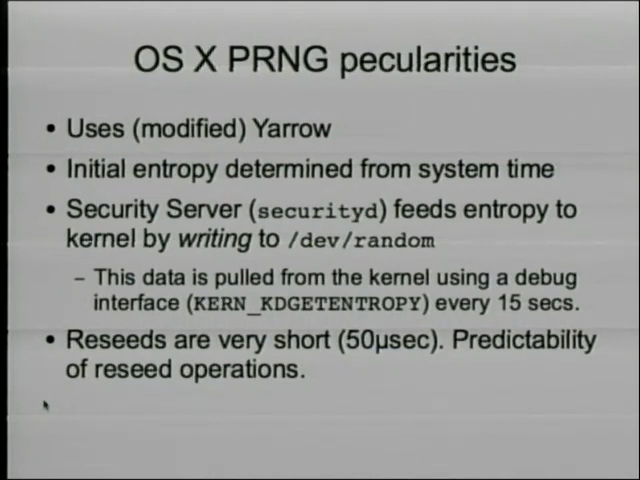 OS X PRNG pecularities
• Uses (modified) Yarrow
• Initial entropy determined from system time
• Security Server (securityd) feeds entropy to
kernel by writing to /dev/random
– This data is pulled from the kernel using a debug
interface (KERN_KDGETENTROPY) every 15 secs.
• Reseeds are very short (50µsec). Predictability
of reseed operations.